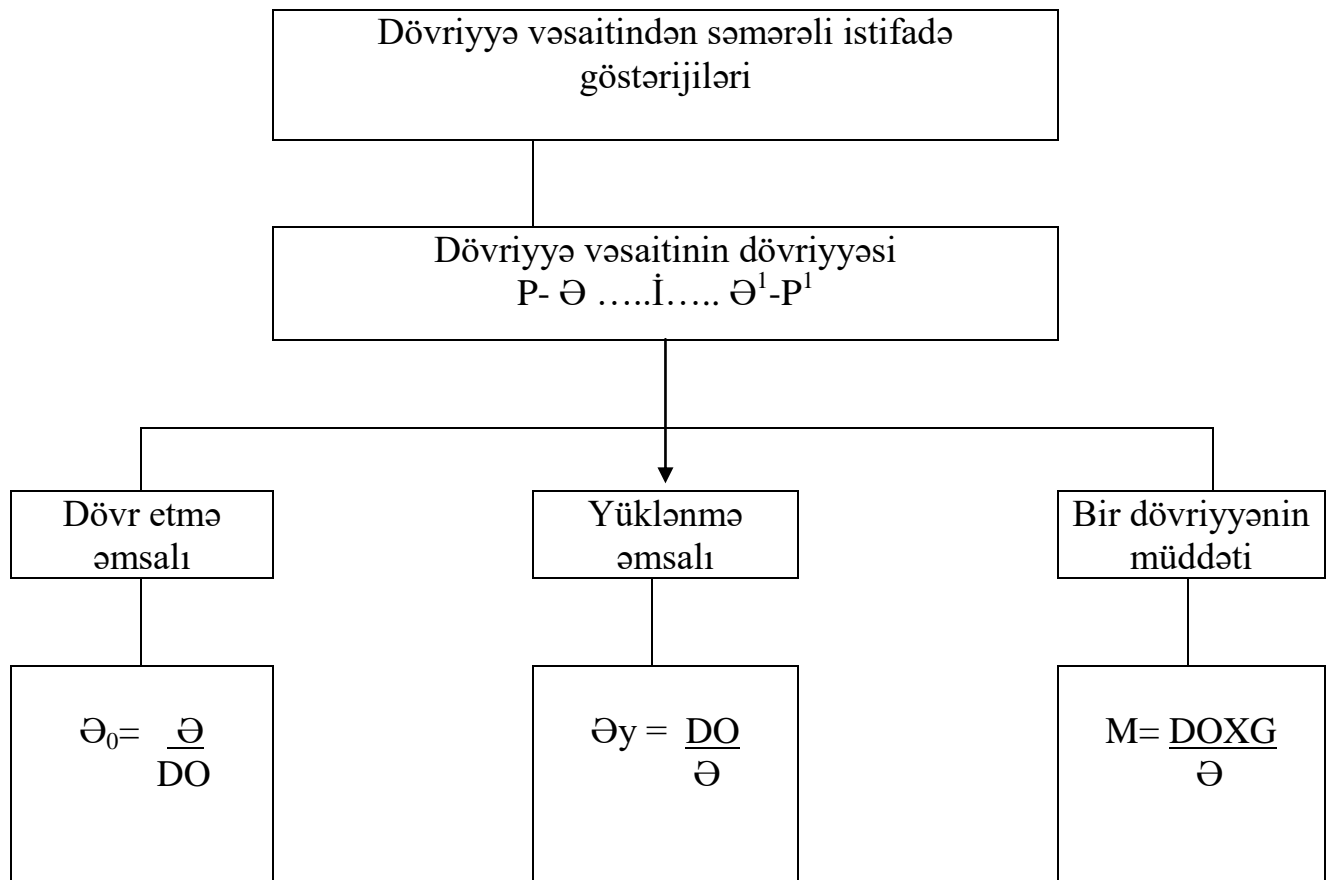 Dövriyyə vəsaitindən səmərəli istifadə
göstərijiləri
Dövriyyə vəsaitinin dövriyyəsi
P- Ə …..İ….. Ə¹-P¹
Dövr etmə
əmsalı
Yüklənmə
əmsalı
Bir dövriyyənin
müddəti
Ə₀= Ə
DO
Əy = DO
Ə
M= DOXG
Ə